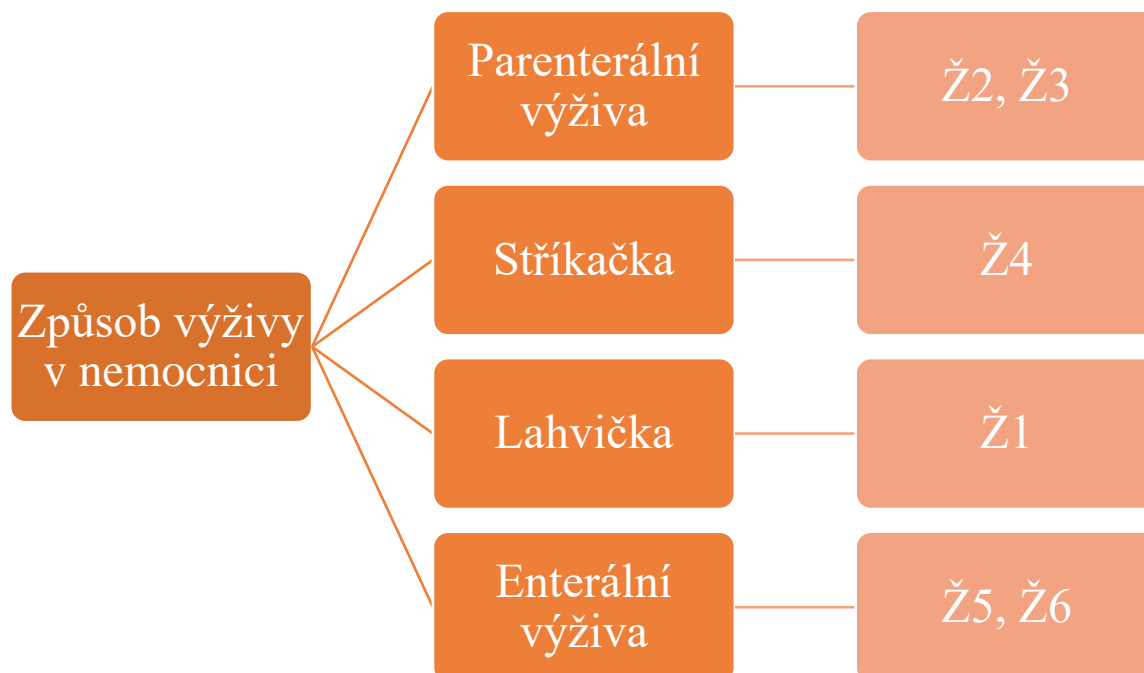 Způsob výživy
v nemocnici
Parenterální
výživa
Ž2, Ž3
Stříkačka
Ž4
Lahvička
Ž1
Enterální
výživa
Ž5, Ž6